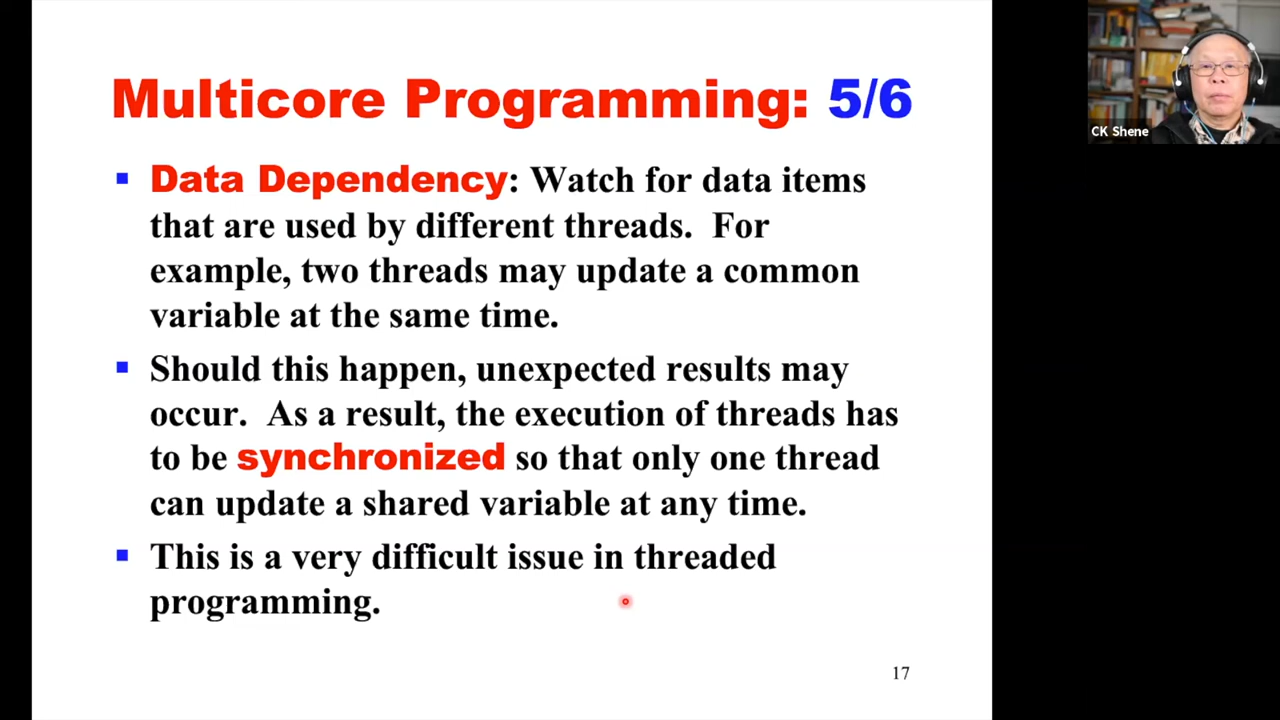 Multicore Programming: 5/6
▪ Data Dependency: Watch for data items
that are used by different threads. For
example, two threads may update a common
variable at the same time.
▪ Should this happen, unexpected results may
occur. As a result, the execution of threads has
to be synchronized so that only one thread
can update a shared variable at any time.
▪ This is a very difficult issue in threaded
programming.
17
CK Shene